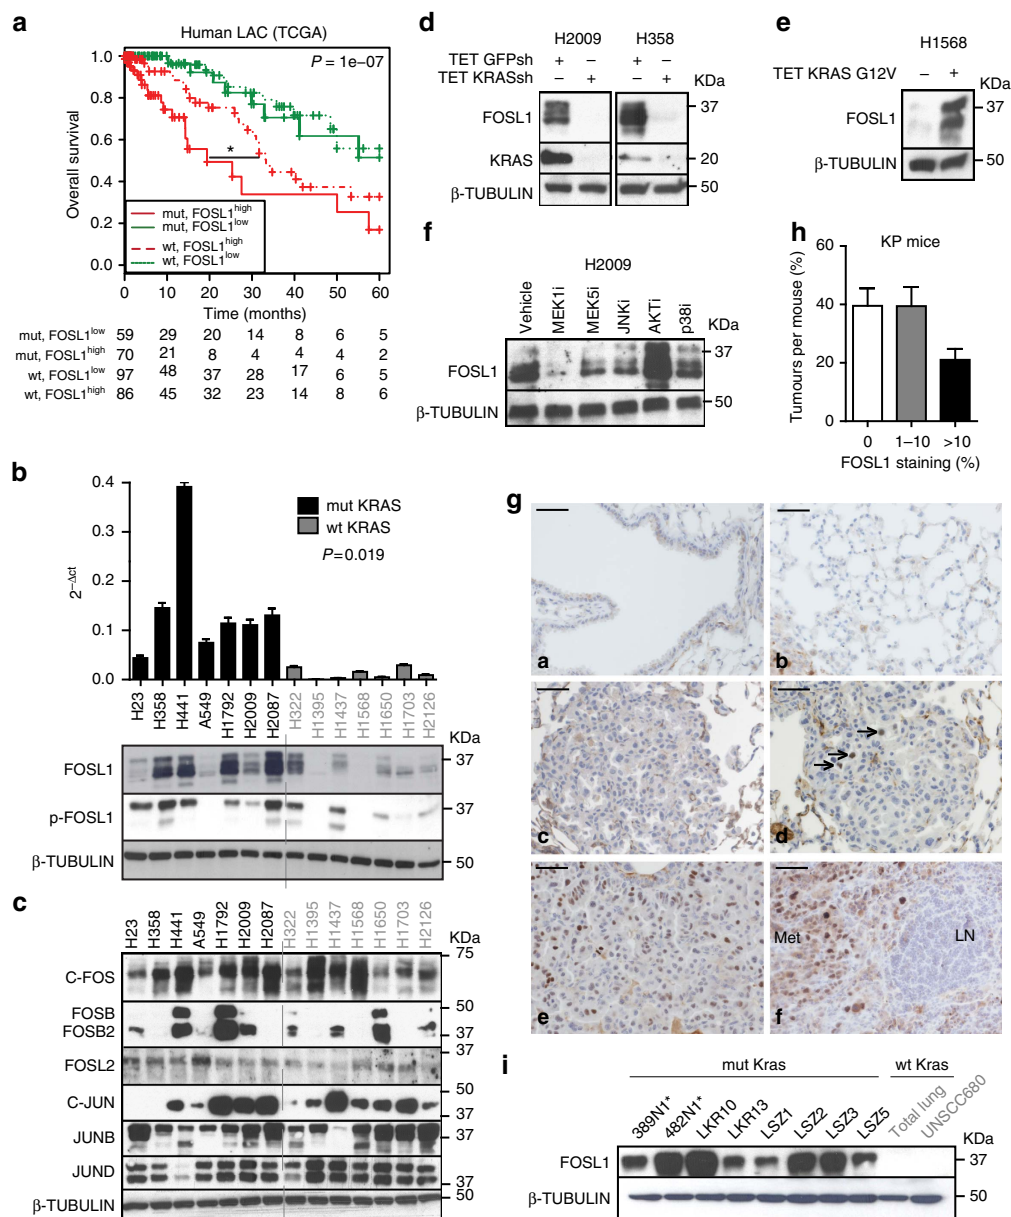 a
Human LAC (TCGA)
P = 1e–07
Overall survival
1.0
0.8
0.6
0.4
0.2
0.0
*
mut, FOSL1high
mut, FOSL1low
wt, FOSL1high
wt, FOSL1low
0 10 20 30 40 50 60
Time (months)
mut, FOSL1low 59 29 20 14 8 6 5
mut, FOSL1high 70 21 8 4 4 4 2
wt, FOSL1low 97 48 37 28 17 6 5
wt, FOSL1high 86 45 32 23 14 8 6
b
2–Δct
0.4
0.3
0.2
0.1
0.0
mut KRAS
wt KRAS
P=0.019
H23 H358 H441 A549 H1792 H2009 H2087 H322 H1395 H1437 H1568 H1650 H1703 H2126
KDa
FOSL1 37
p-FOSL1 37
β-TUBULIN 50
c
H23 H358 H441 A549 H1792 H2009 H2087 H322 H1395 H1437 H1568 H1650 H1703 H2126
KDa
75
C-FOS
FOSB 50
FOSB2 37
37
FOSL2
C-JUN 50
37
JUNB 37
JUND 37
β-TUBULIN 50
d
H2009 H358
TET GFPsh + – + –
TET KRASsh – + – +
KDa
FOSL1 37
KRAS 20
β-TUBULIN 50
e
H1568
TET KRAS G12V – +
KDa
FOSL1 37
β-TUBULIN 50
f
H2009
Vehicle MEK1i MEK5i JNKi AKTi p38i
KDa
FOSL1 37
β-TUBULIN 50
h
KP mice
Tumours per mouse (%)
60
40
20
0
0 1–10 >10
FOSL1 staining (%)
g
a
b
c
d
e
Met
LN
f
i
mut Kras wt Kras
389N1* 482N1* LKR10 LKR13 LSZ1 LSZ2 LSZ3 LSZ5 Total lung UNSCC680
KDa
FOSL1 37
β-TUBULIN 50